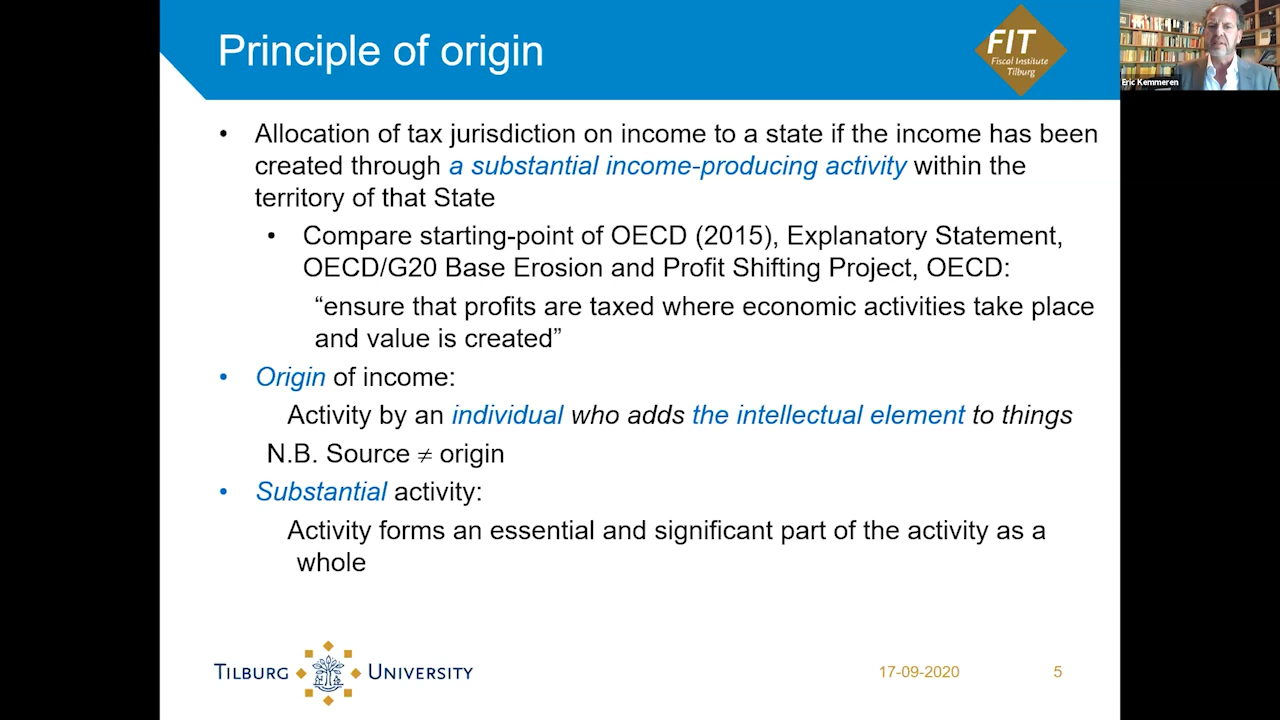 Principle of origin
FIT
Fiscal Institute
Tilburg
Eric Kemmeren
• Allocation of tax jurisdiction on income to a state if the income has been
created through a substantial income-producing activity within the
territory of that State
• Compare starting-point of OECD (2015), Explanatory Statement,
OECD/G20 Base Erosion and Profit Shifting Project, OECD:
“ensure that profits are taxed where economic activities take place
and value is created”
• Origin of income:
Activity by an individual who adds the intellectual element to things
N.B. Source ≠ origin
• Substantial activity:
Activity forms an essential and significant part of the activity as a
whole
TILBURG UNIVERSITY
17-09-2020 5